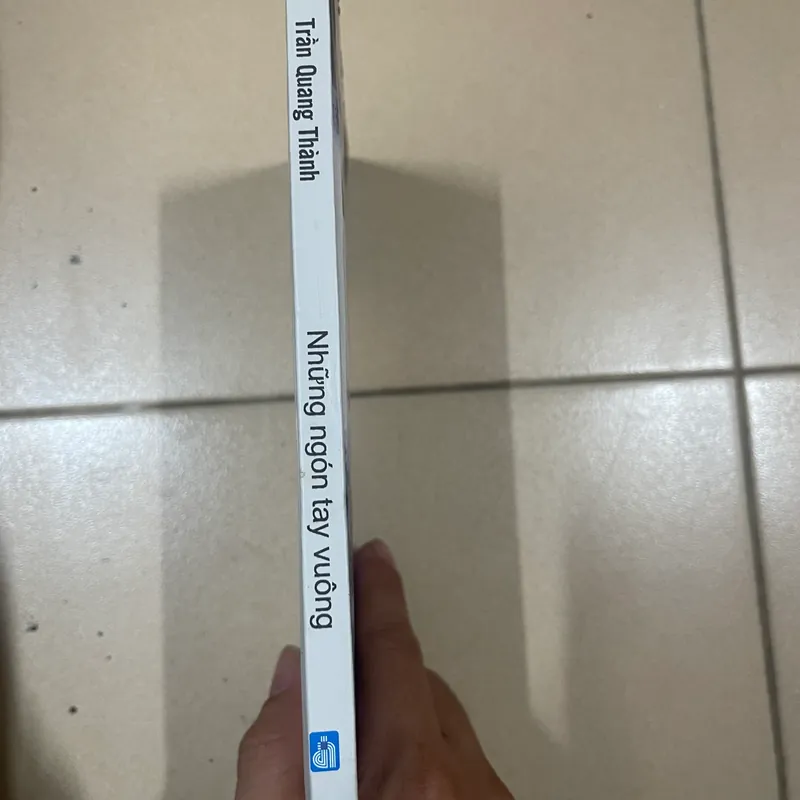 Trần Quang Thành
Những ngón tay vuông